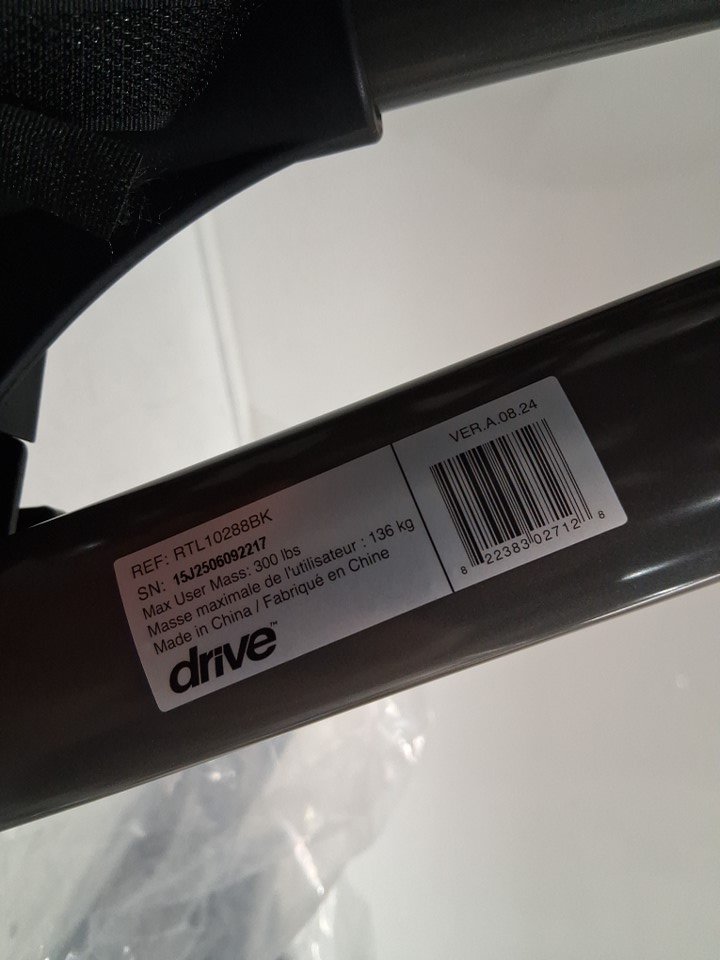 REF: RTL10288BK
SN: 15J2506092217
Max User Mass: 300 lbs
Masse maximale de l'utilisateur : 136 kg
Made in China / Fabriqué en Chine
drive™
VER.A.08.24
8 22383 02712 8